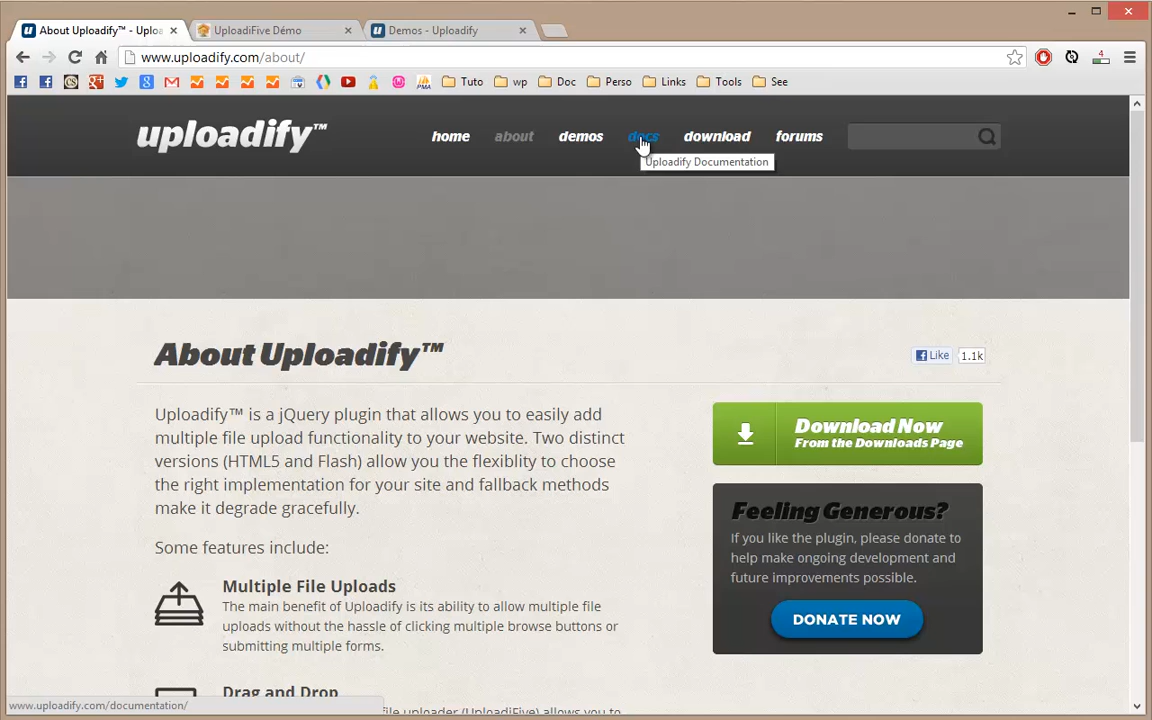 About Uploadify™ - Uploa
UploadiFive Démo
Demos - Uploadify
www.uploadify.com/about/
Tuto
wp
Doc
Perso
Links
Tools
See
4
PMA
uploadify™
home
about
demos
docs
download
forums
Uploadify Documentation
About Uploadify™
Like
1.1k
Uploadify™ is a jQuery plugin that allows you to easily add
multiple file upload functionality to your website. Two distinct
versions (HTML5 and Flash) allow you the flexiblity to choose
the right implementation for your site and fallback methods
make it degrade gracefully.
Some features include:
Multiple File Uploads
The main benefit of Uploadify is its ability to allow multiple file
uploads without the hassle of clicking multiple browse buttons or
submitting multiple forms.
Drag and Drop
file uploader (UploadiFive) allows you to
Download Now
From the Downloads Page
Feeling Generous?
If you like the plugin, please donate to
help make ongoing development and
future improvements possible.
DONATE NOW
www.uploadify.com/documentation/